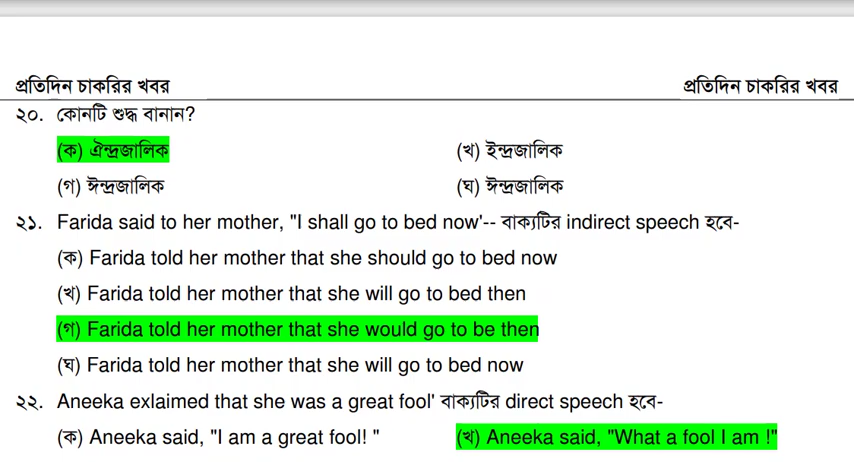 প্রতিদিন চাকরির খবর প্রতিদিন চাকরির খবর
২০. কোনটি শুদ্ধ বানান?
(ক) ঐন্দ্রজালিক (খ) ইন্দ্রজালিক
(গ) ঈন্দ্রজালিক (ঘ) ঈন্দ্রজালিক
২১. Farida said to her mother, "I shall go to bed now'-- বাক্যটির indirect speech হবে-
(ক) Farida told her mother that she should go to bed now
(খ) Farida told her mother that she will go to bed then
(গ) Farida told her mother that she would go to be then
(ঘ) Farida told her mother that she will go to bed now
২২. Aneeka exlaimed that she was a great fool' বাক্যটির direct speech হবে-
(ক) Aneeka said, "I am a great fool! " (খ) Aneeka said, "What a fool I am !"